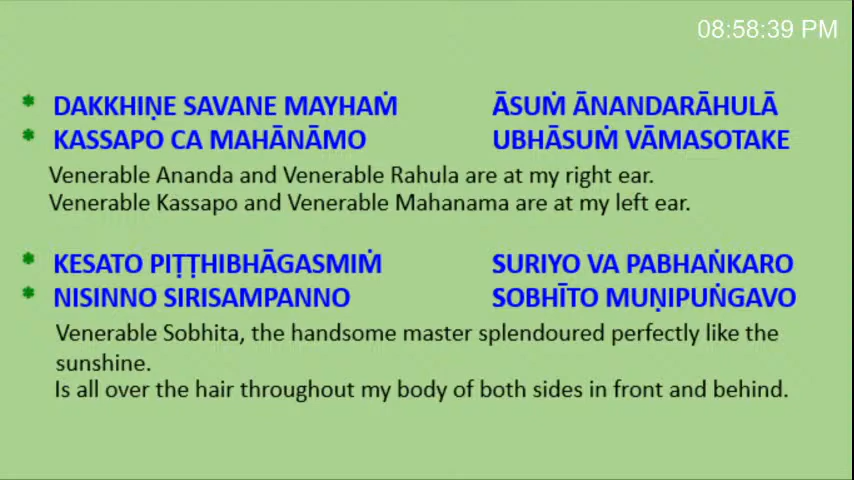 08:58:39 PM
* DAKKHIṆE SAVANE MAYHAṀ ĀSUṀ ĀNANDARĀHULĀ
* KASSAPO CA MAHĀNĀMO UBHĀSUṀ VĀMASOTAKE
Venerable Ananda and Venerable Rahula are at my right ear.
Venerable Kassapo and Venerable Mahanama are at my left ear.
* KESATO PIṬṬHIBHĀGASMIṀ SURIYO VA PABHAṄKARO
* NISINNO SIRISAMPANNO SOBHĪTO MUṆIPUṄGAVO
Venerable Sobhita, the handsome master splendoured perfectly like the
sunshine.
Is all over the hair throughout my body of both sides in front and behind.